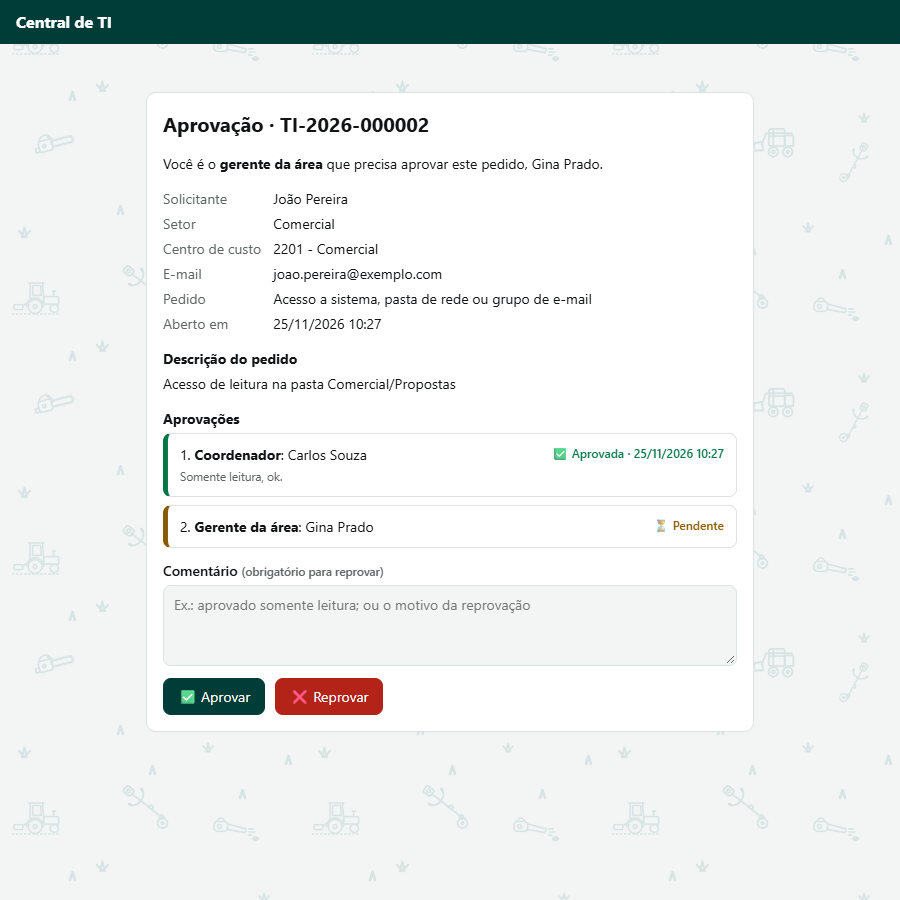 Central de TI
Aprovação · TI-2026-000002
Você é o gerente da área que precisa aprovar este pedido, Gina Prado.
Solicitante João Pereira
Setor Comercial
Centro de custo 2201 - Comercial
E-mail joao.pereira@exemplo.com
Pedido Acesso a sistema, pasta de rede ou grupo de e-mail
Aberto em 25/11/2026 10:27
Descrição do pedido
Acesso de leitura na pasta Comercial/Propostas
Aprovações
1. Coordenador: Carlos Souza ✅ Aprovada · 25/11/2026 10:27
Somente leitura, ok.
2. Gerente da área: Gina Prado ⏳ Pendente
Comentário (obrigatório para reprovar)
Ex.: aprovado somente leitura; ou o motivo da reprovação
✅ Aprovar ❌ Reprovar